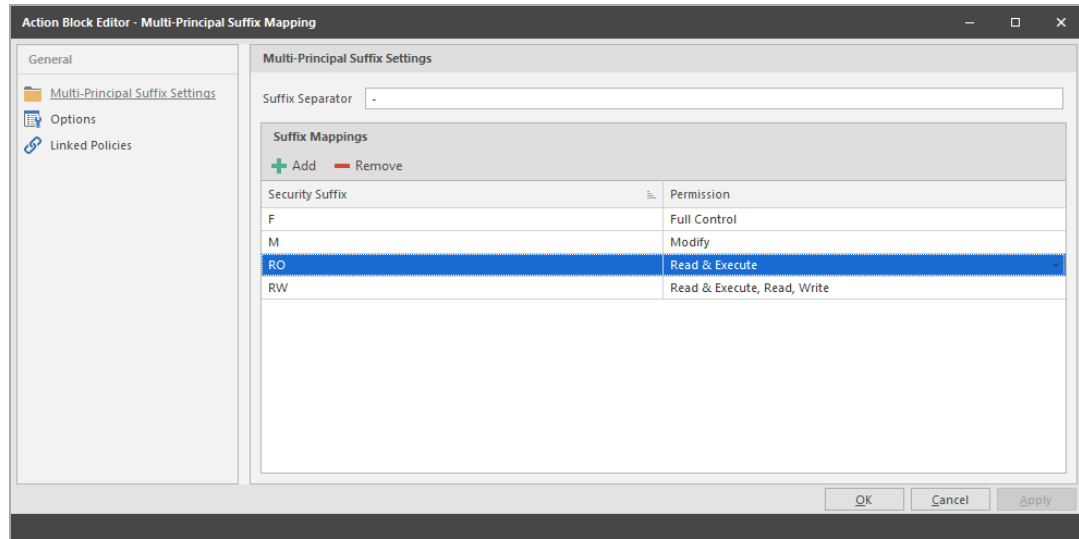 Action Block Editor - Multi-Principal Suffix Mapping
General
Multi-Principal Suffix Settings
Options
Linked Policies
Multi-Principal Suffix Settings
Suffix Separator -
Suffix Mappings
Add Remove
Security Suffix Permission
F Full Control
M Modify
RO Read & Execute
RW Read & Execute, Read, Write
OK Cancel Apply